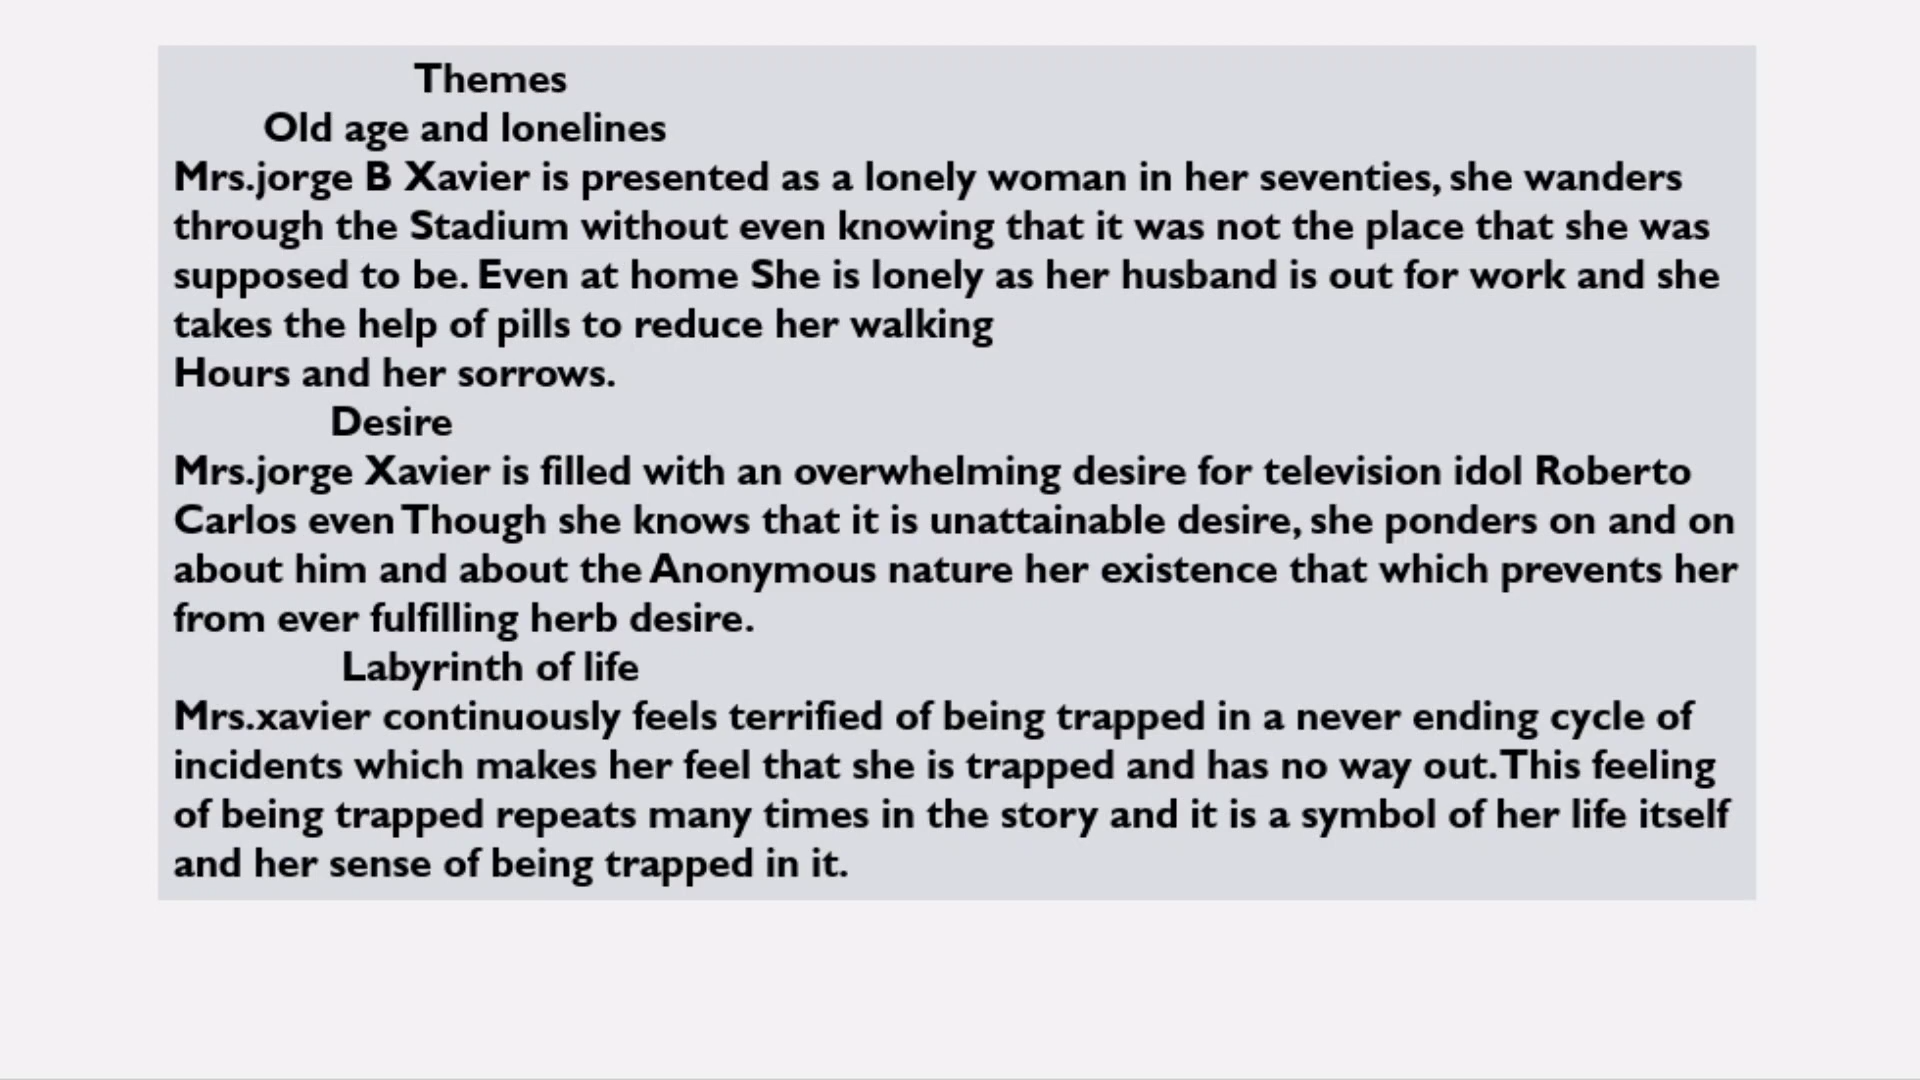 Themes
Old age and lonelines
Mrs.jorge B Xavier is presented as a lonely woman in her seventies, she wanders
through the Stadium without even knowing that it was not the place that she was
supposed to be. Even at home She is lonely as her husband is out for work and she
takes the help of pills to reduce her walking
Hours and her sorrows.
Desire
Mrs.jorge Xavier is filled with an overwhelming desire for television idol Roberto
Carlos even Though she knows that it is unattainable desire, she ponders on and on
about him and about the Anonymous nature her existence that which prevents her
from ever fulfilling herb desire.
Labyrinth of life
Mrs.xavier continuously feels terrified of being trapped in a never ending cycle of
incidents which makes her feel that she is trapped and has no way out. This feeling
of being trapped repeats many times in the story and it is a symbol of her life itself
and her sense of being trapped in it.